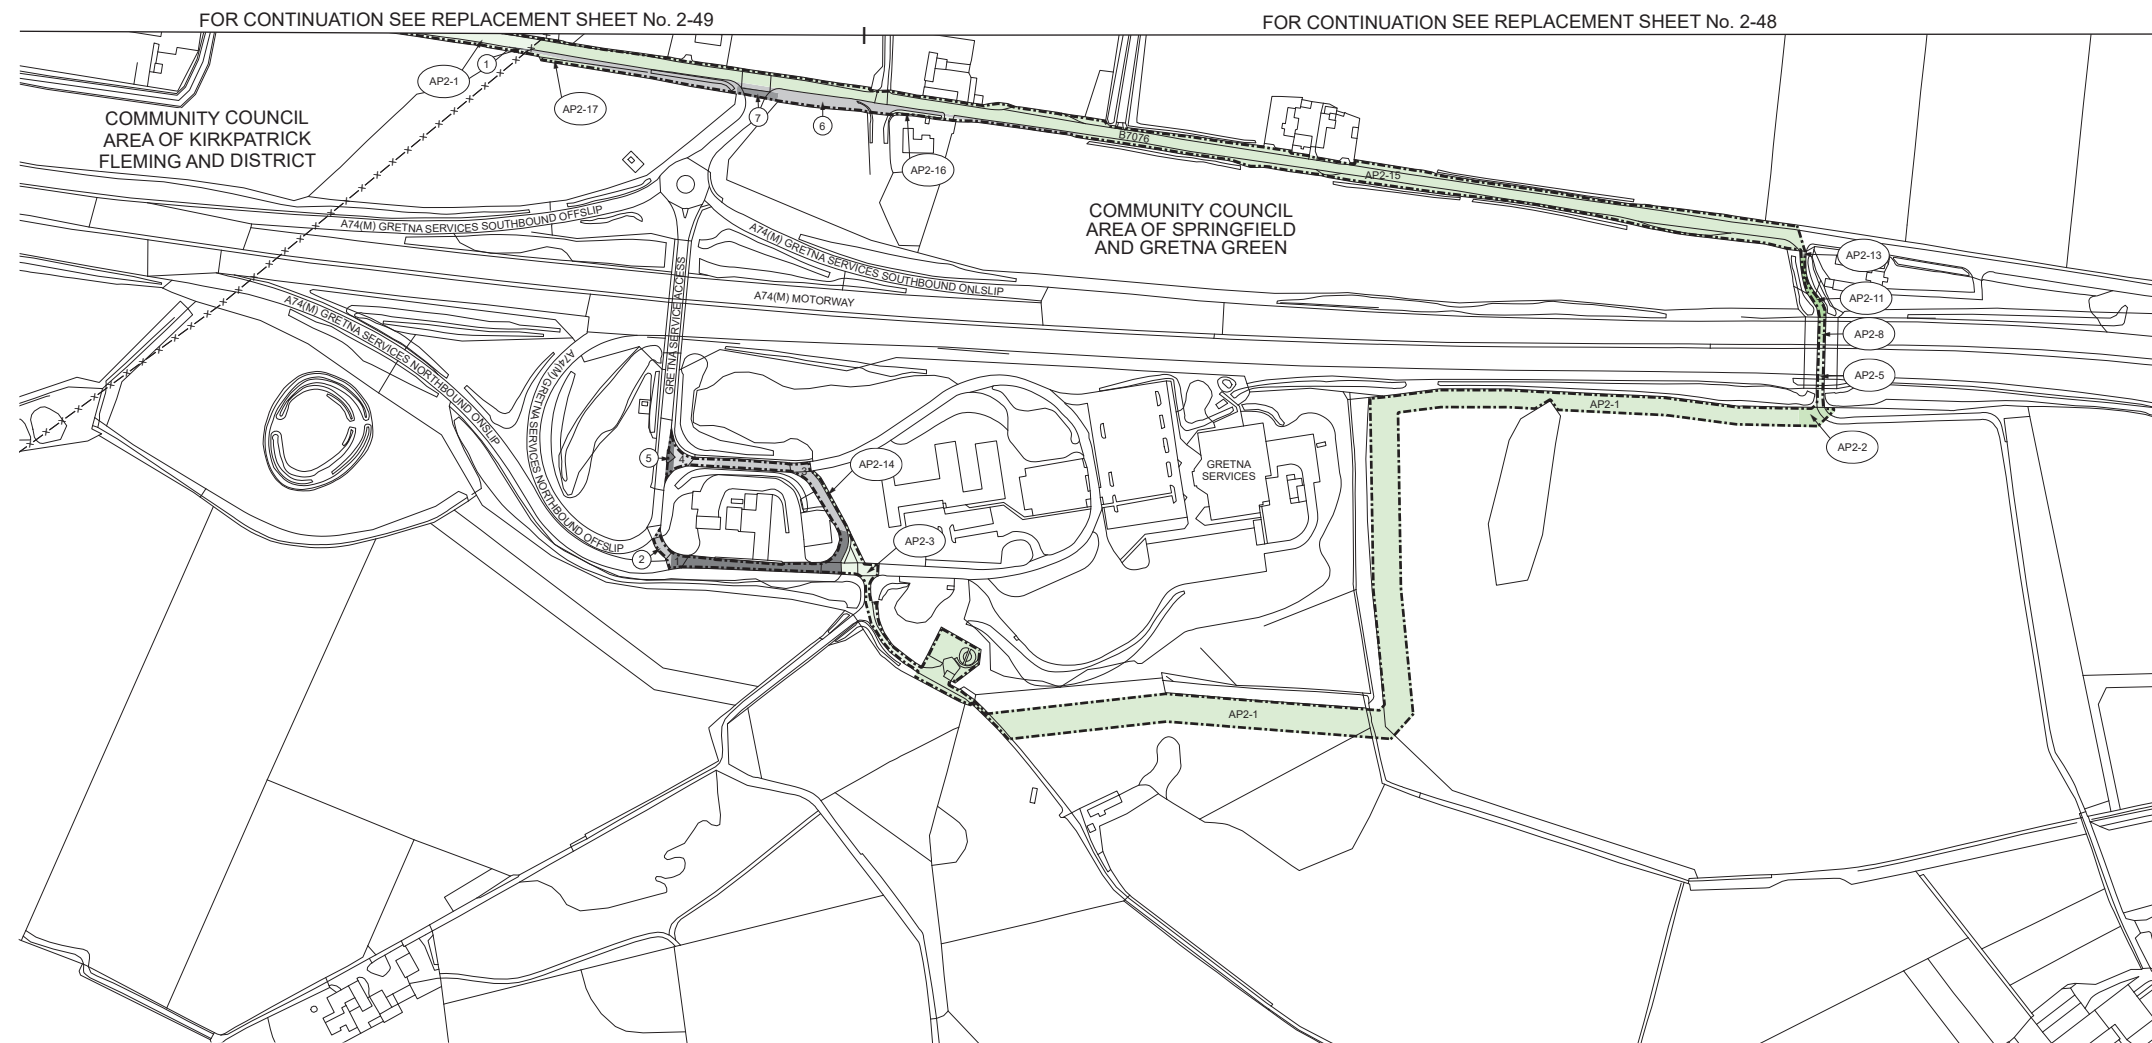 FOR CONTINUATION SEE REPLACEMENT SHEET No. 2-49
FOR CONTINUATION SEE REPLACEMENT SHEET No. 2-48
AP2-1
1
AP2-17
7
6
AP2-16
COMMUNITY COUNCIL
AREA OF KIRKPATRICK
FLEMING AND DISTRICT
B7076
AP2-15
COMMUNITY COUNCIL
AREA OF SPRINGFIELD
AND GRETNA GREEN
A74(M) GRETNA SERVICES SOUTHBOUND OFFSLIP
A74(M) GRETNA SERVICES SOUTHBOUND ONLSLIP
A74(M) MOTORWAY
GRETNA SERVICE ACCESS
A74(M) GRETNA SERVICES NORTHBOUND ONSLIP
A74(M) GRETNA SERVICES NORTHBOUND OFFSLIP
AP2-13
AP2-11
AP2-8
AP2-5
AP2-1
AP2-2
5
4
3
AP2-14
GRETNA
SERVICES
AP2-3
2
1
AP2-1